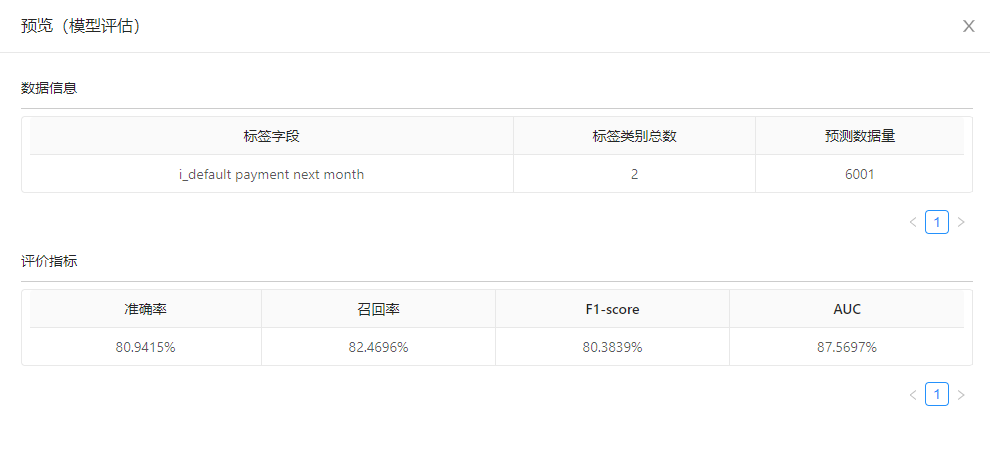 预览（模型评估）
数据信息
标签字段 标签类别总数 预测数据量
i_default payment next month 2 6001
1
评价指标
准确率 召回率 F1-score AUC
80.9415% 82.4696% 80.3839% 87.5697%
1